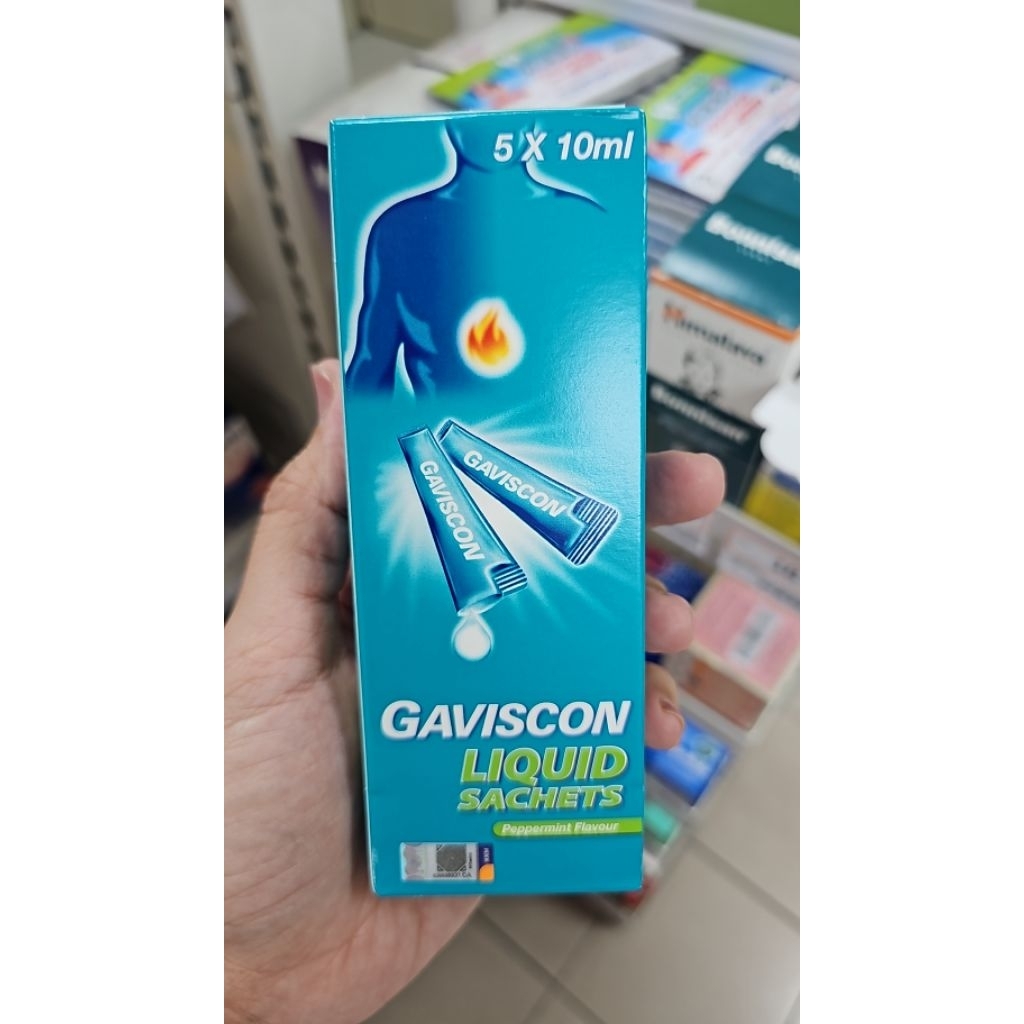 5 X 10ml
GAVISCON
GAVISCON
GAVISCON
LIQUID
SACHETS
Peppermint Flavour
Himalaya